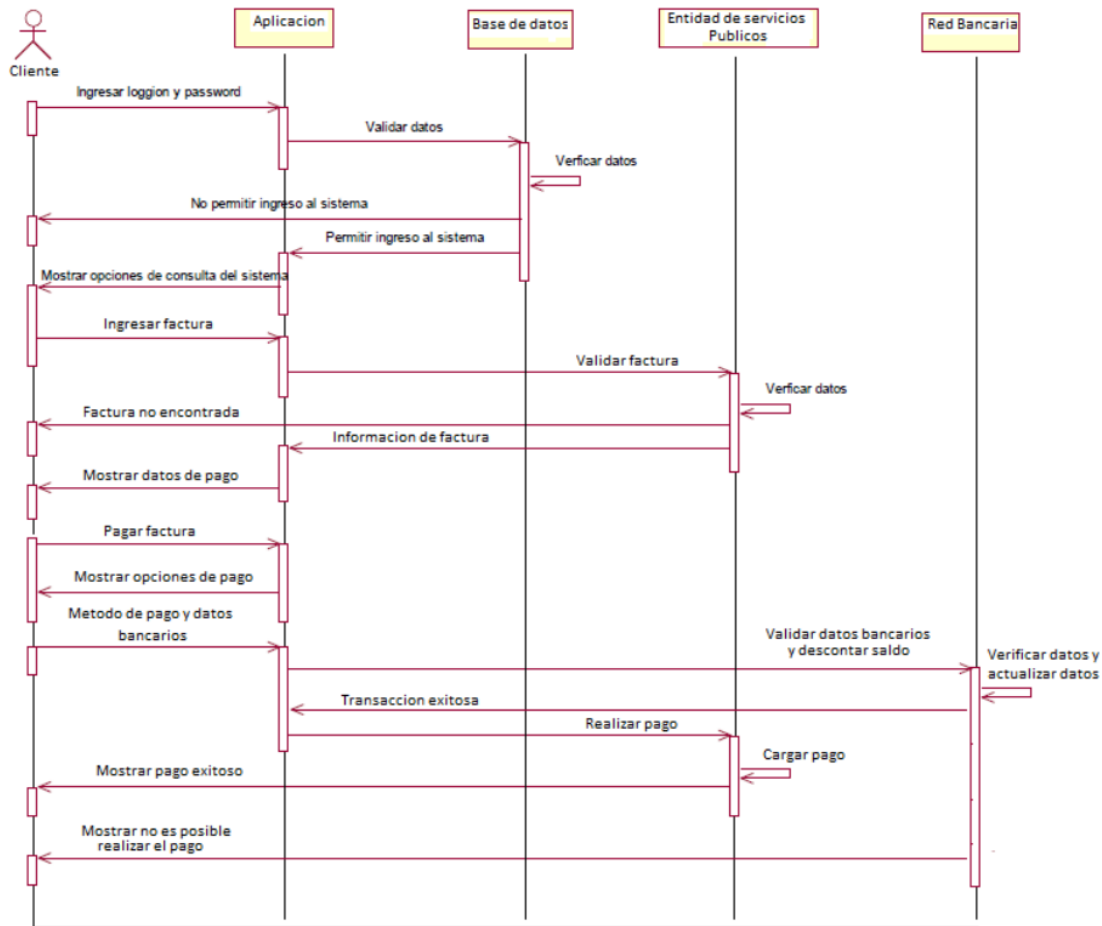 Cliente
Aplicacion
Base de datos
Entidad de servicios
Publicos
Red Bancaria
Ingresar loggion y password
Validar datos
Verficar datos
No permitir ingreso al sistema
Permitir ingreso al sistema
Mostrar opciones de consulta del sistema
Ingresar factura
Validar factura
Verficar datos
Factura no encontrada
Informacion de factura
Mostrar datos de pago
Pagar factura
Mostrar opciones de pago
Metodo de pago y datos
bancarios
Validar datos bancarios
y descontar saldo
Verificar datos y
actualizar datos
Transaccion exitosa
Realizar pago
Cargar pago
Mostrar pago exitoso
Mostrar no es posible
realizar el pago